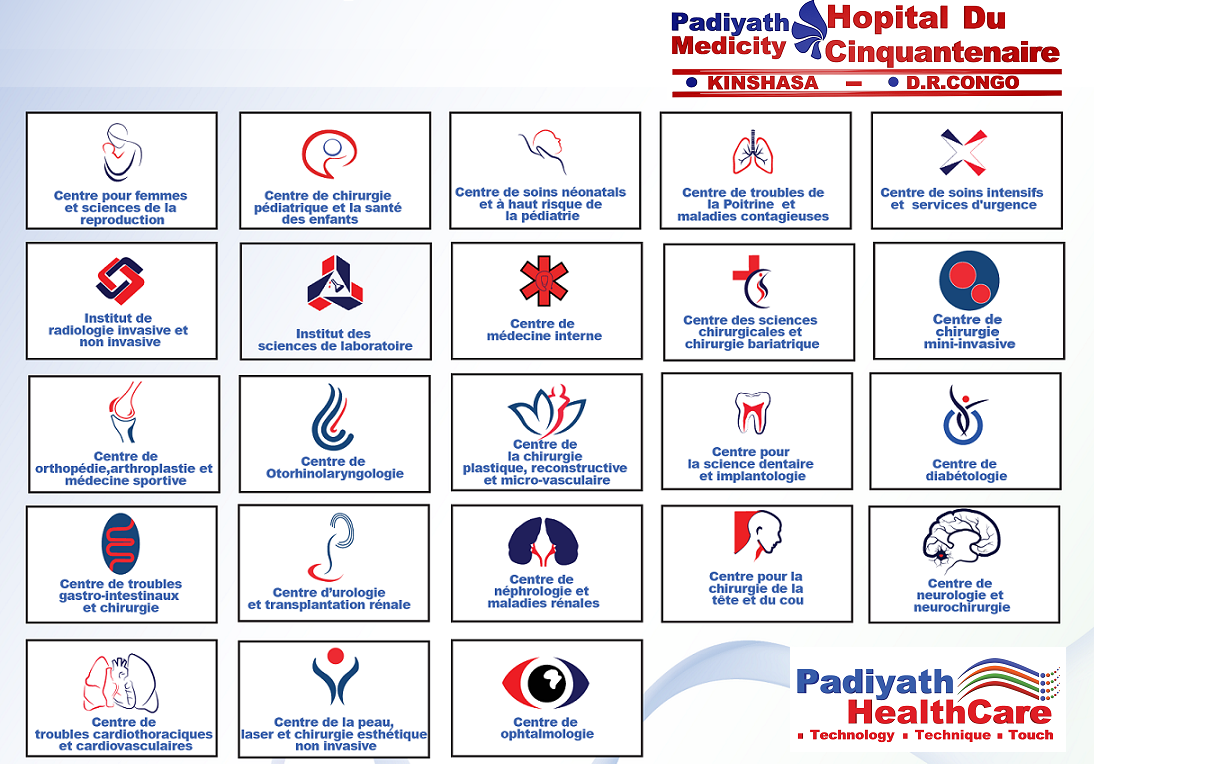 Padiyath Medicity
Hopital Du Cinquantenaire
• KINSHASA – • D.R.CONGO
Centre pour femmes
et sciences de la
reproduction
Centre de chirurgie
pédiatrique et la santé
des enfants
Centre de soins néonatals
et à haut risque de
la pédiatrie
Centre de troubles de
la Poitrine et
maladies contagieuses
Centre de soins intensifs
et services d'urgence
Institut de
radiologie invasive et
non invasive
Institut des
sciences de laboratoire
Centre de
médecine interne
Centre des sciences
chirurgicales et
chirurgie bariatrique
Centre de
chirurgie
mini-invasive
Centre de
orthopédie,arthroplastie et
médecine sportive
Centre de
Otorhinolaryngologie
Centre de
la chirurgie
plastique, reconstructive
et micro-vasculaire
Centre pour
la science dentaire
et implantologie
Centre de
diabétologie
Centre de troubles
gastro-intestinaux
et chirurgie
Centre d'urologie
et transplantation rénale
Centre de
néphrologie et
maladies rénales
Centre pour la
chirurgie de la
tête et du cou
Centre de
neurologie et
neurochirurgie
Centre de
troubles cardiothoraciques
et cardiovasculaires
Centre de la peau,
laser et chirurgie esthétique
non invasive
Centre de
ophtalmologie
Padiyath
HealthCare
▪ Technology ▪ Technique ▪ Touch